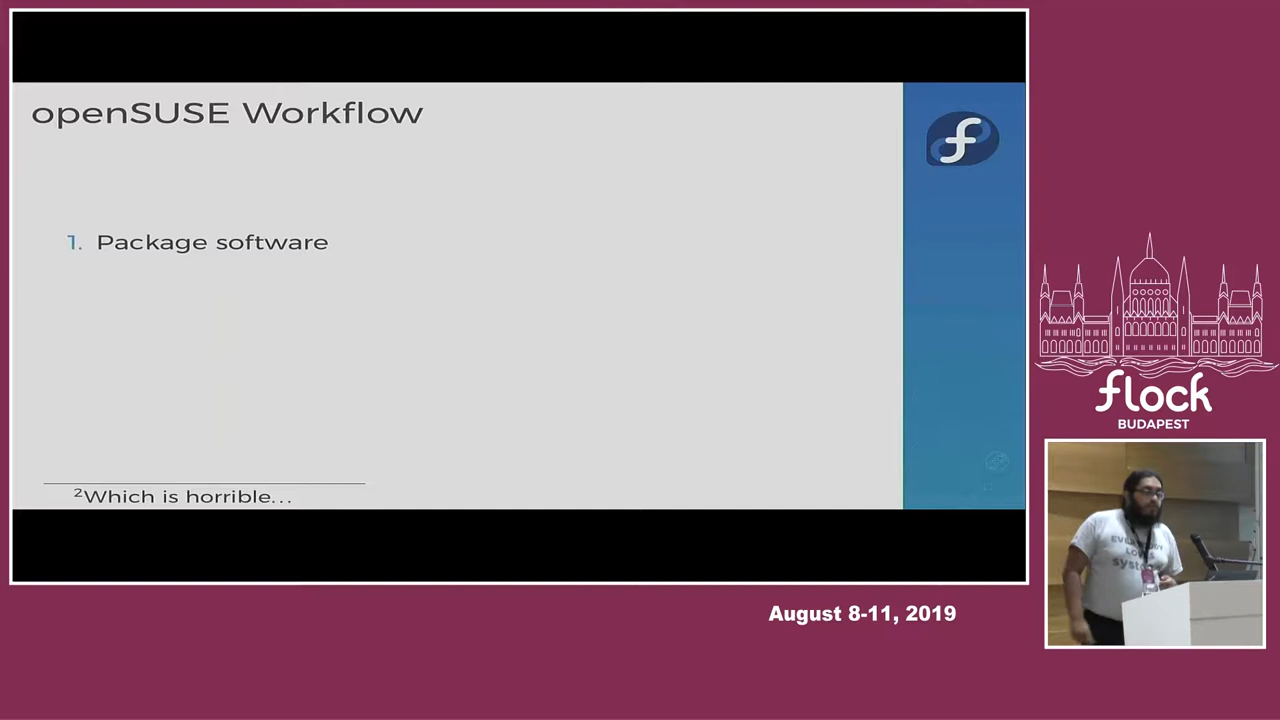 openSUSE Workflow
1. Package software
²Which is horrible...
flock
BUDAPEST
August 8-11, 2019